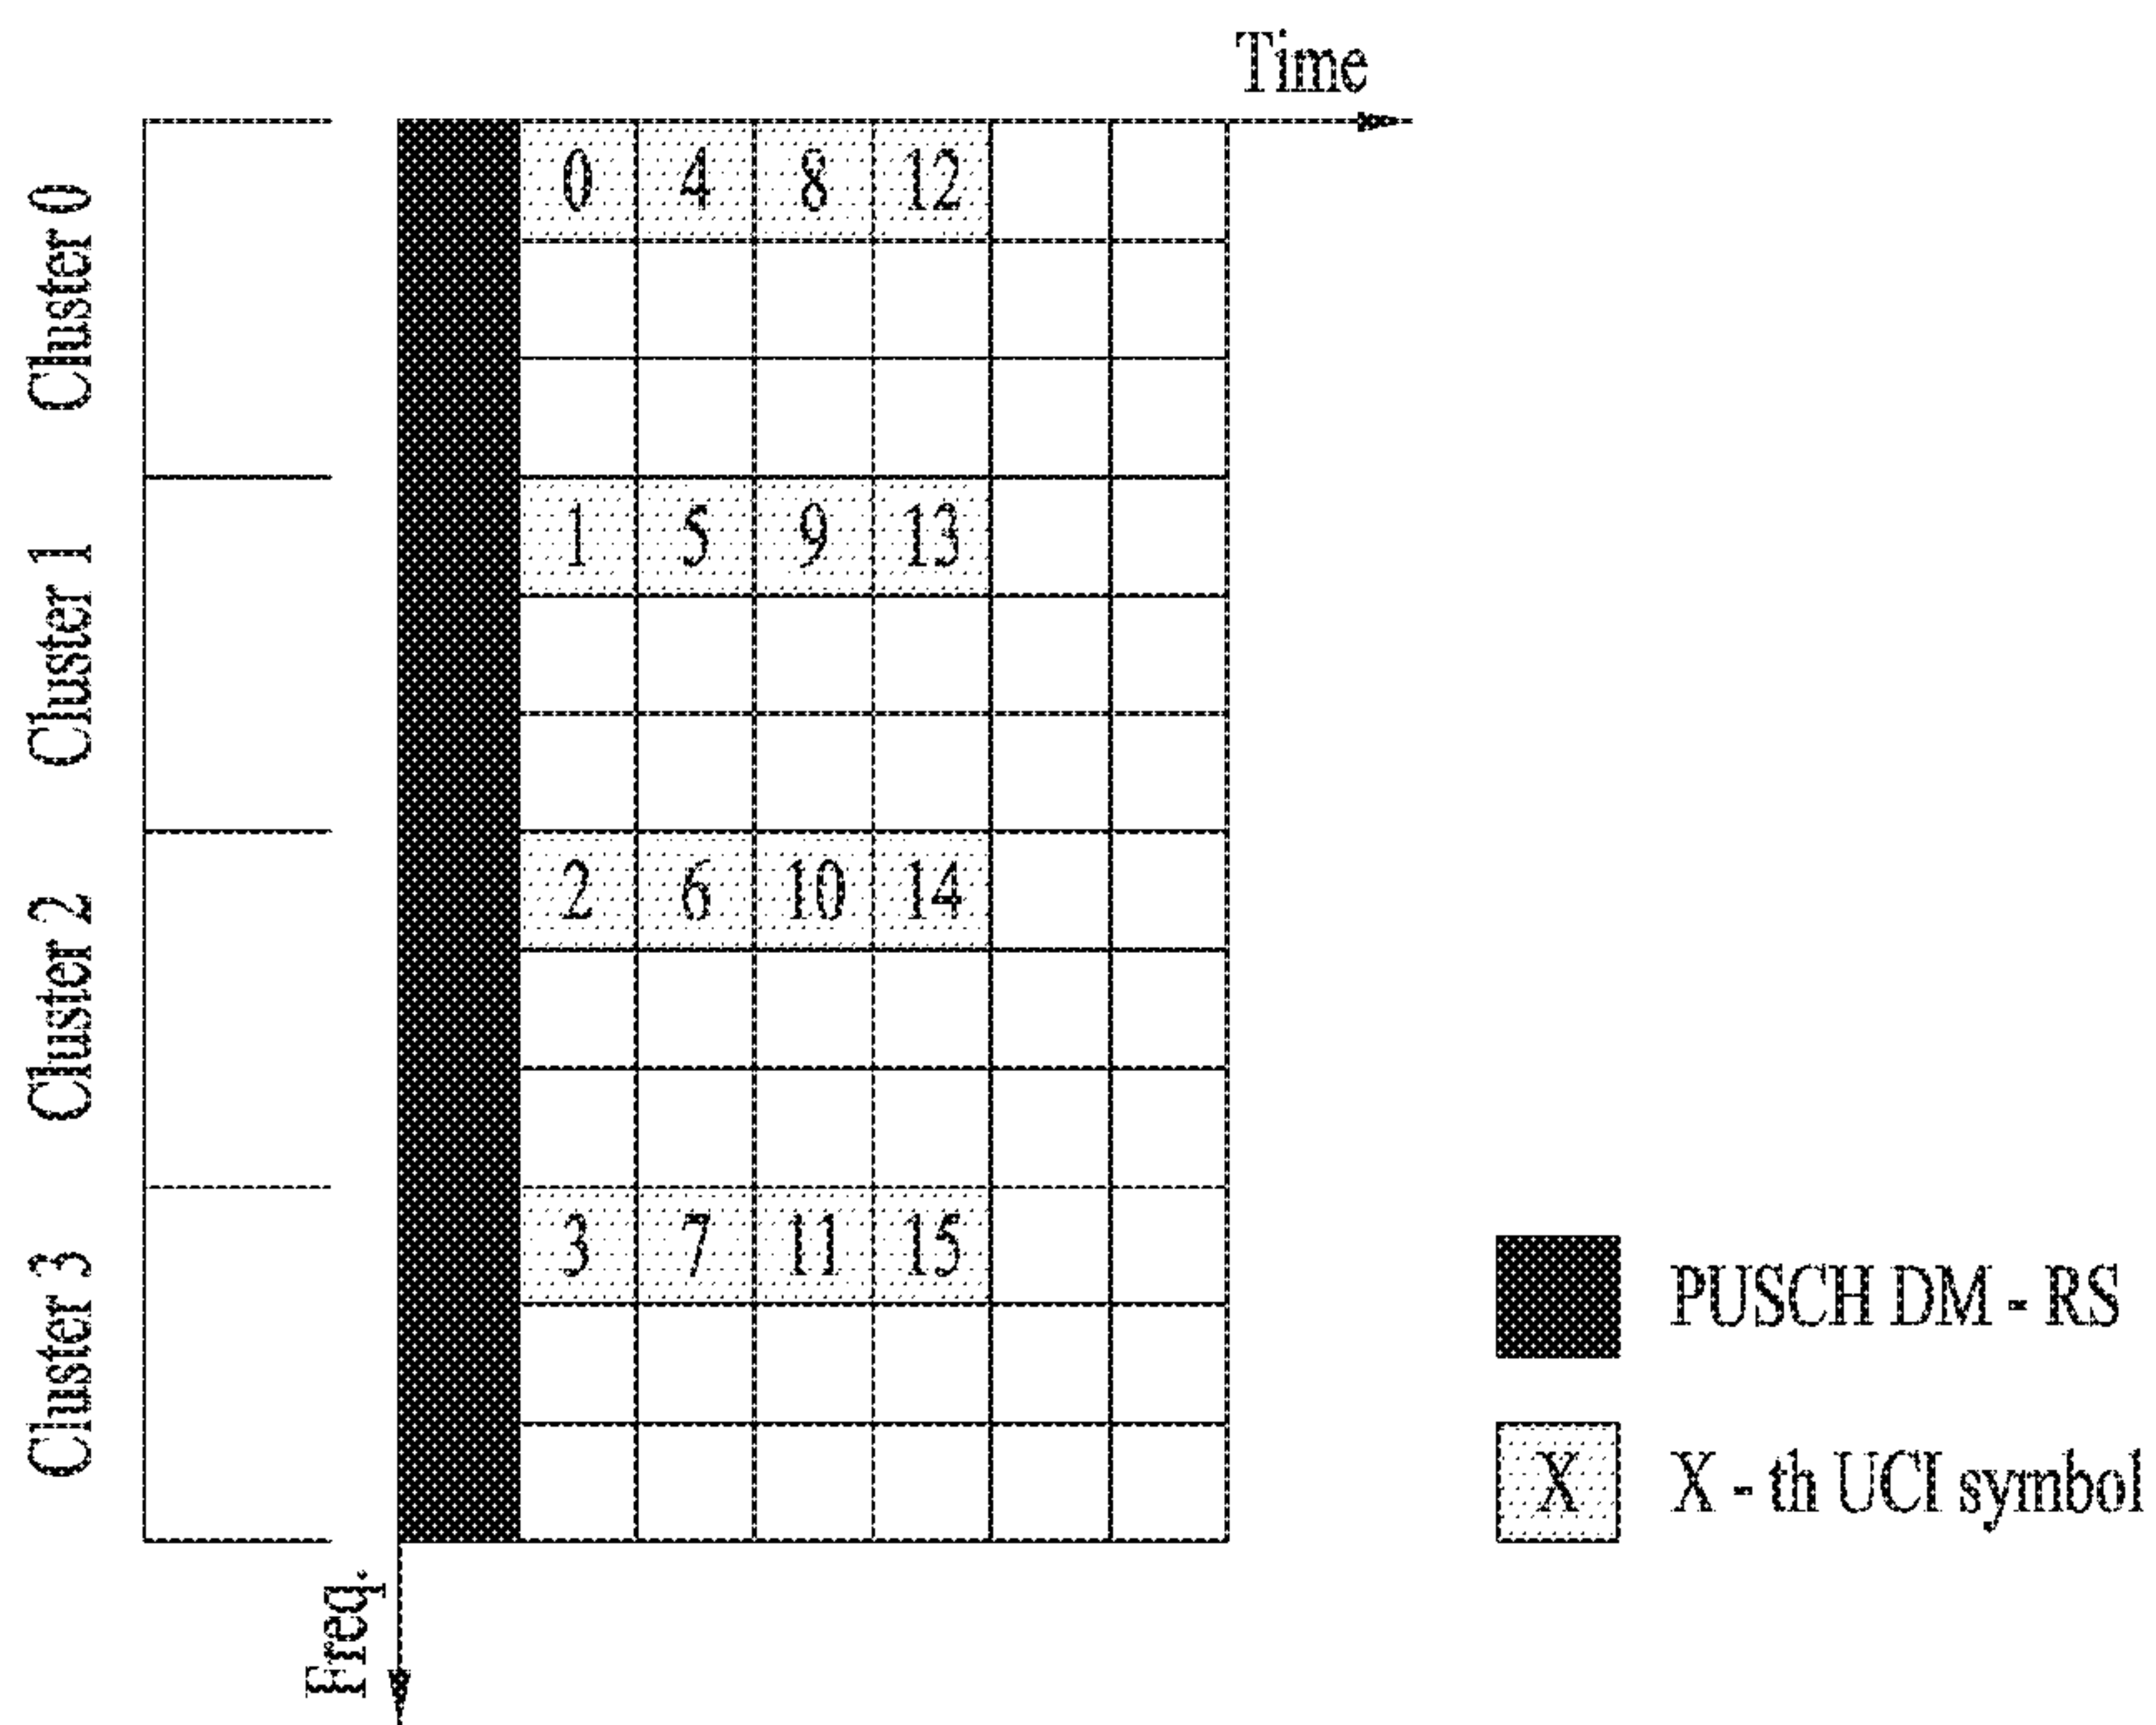 Time
Cluster 0
0 4 8 12
Cluster 1
1 5 9 13
Cluster 2
2 6 10 14
Cluster 3
3 7 11 15
PUSCH DM - RS
X X - th UCI symbol
Freq.